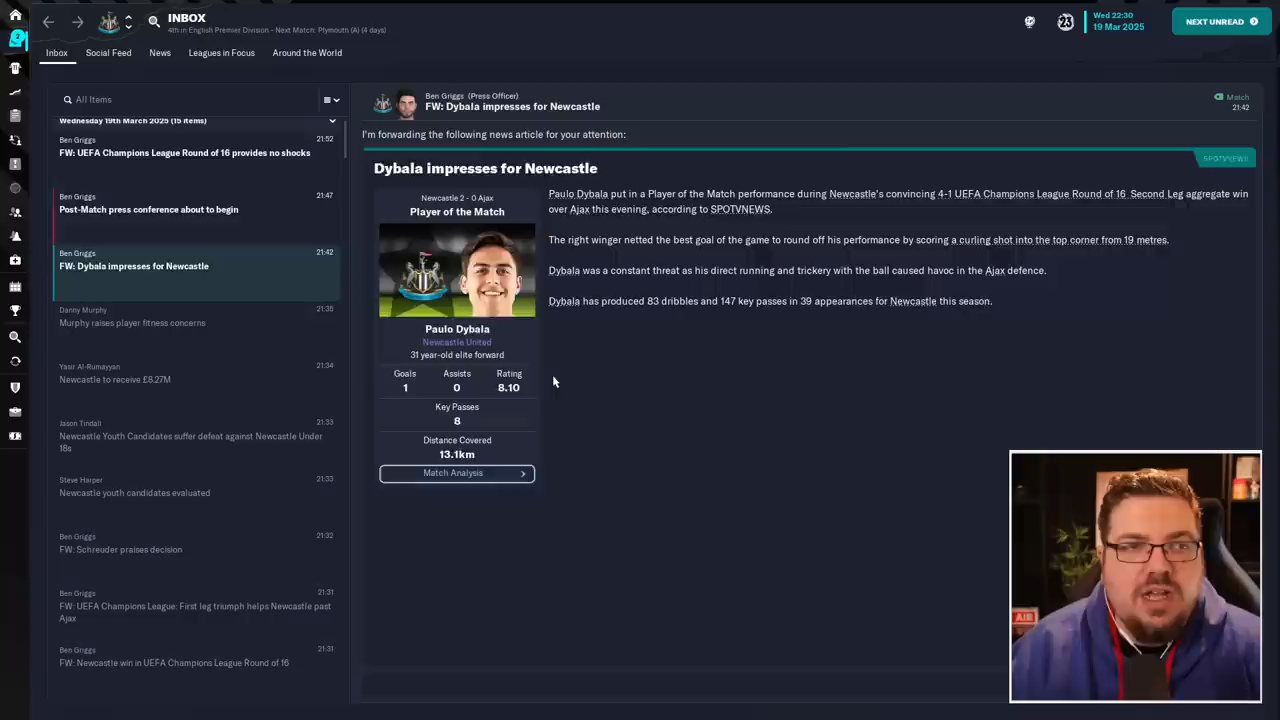 INBOX
4th in English Premier Division - Next Match: Plymouth (A) (4 days)
23
Wed 22:30
19 Mar 2025
NEXT UNREAD
Inbox
Social Feed
News
Leagues in Focus
Around the World
All Items
Wednesday 19th March 2025 (15 items)
Ben Griggs
21:52
FW: UEFA Champions League Round of 16 provides no shocks
Ben Griggs
21:47
Post-Match press conference about to begin
Ben Griggs
21:42
FW: Dybala impresses for Newcastle
Danny Murphy
21:35
Murphy raises player fitness concerns
Yasir Al-Rumayyan
21:34
Newcastle to receive £8.27M
Jason Tindall
21:33
Newcastle Youth Candidates suffer defeat against Newcastle Under
18s
Steve Harper
21:33
Newcastle youth candidates evaluated
Ben Griggs
21:32
FW: Schreuder praises decision
Ben Griggs
21:31
FW: UEFA Champions League: First leg triumph helps Newcastle past
Ajax
Ben Griggs
21:31
FW: Newcastle win in UEFA Champions League Round of 16
Ben Griggs (Press Officer)
FW: Dybala impresses for Newcastle
Match
21:42
I'm forwarding the following news article for your attention:
SPOTVNEWS
Dybala impresses for Newcastle
Newcastle 2 - 0 Ajax
Player of the Match
Paulo Dybala
Newcastle United
31 year-old elite forward
Goals
Assists
Rating
1
0
8.10
Key Passes
8
Distance Covered
13.1km
Match Analysis
Paulo Dybala put in a Player of the Match performance during Newcastle's convincing 4-1 UEFA Champions League Round of 16 Second Leg aggregate win
over Ajax this evening, according to SPOTVNEWS.
The right winger netted the best goal of the game to round off his performance by scoring a curling shot into the top corner from 19 metres.
Dybala was a constant threat as his direct running and trickery with the ball caused havoc in the Ajax defence.
Dybala has produced 83 dribbles and 147 key passes in 39 appearances for Newcastle this season.
AIR